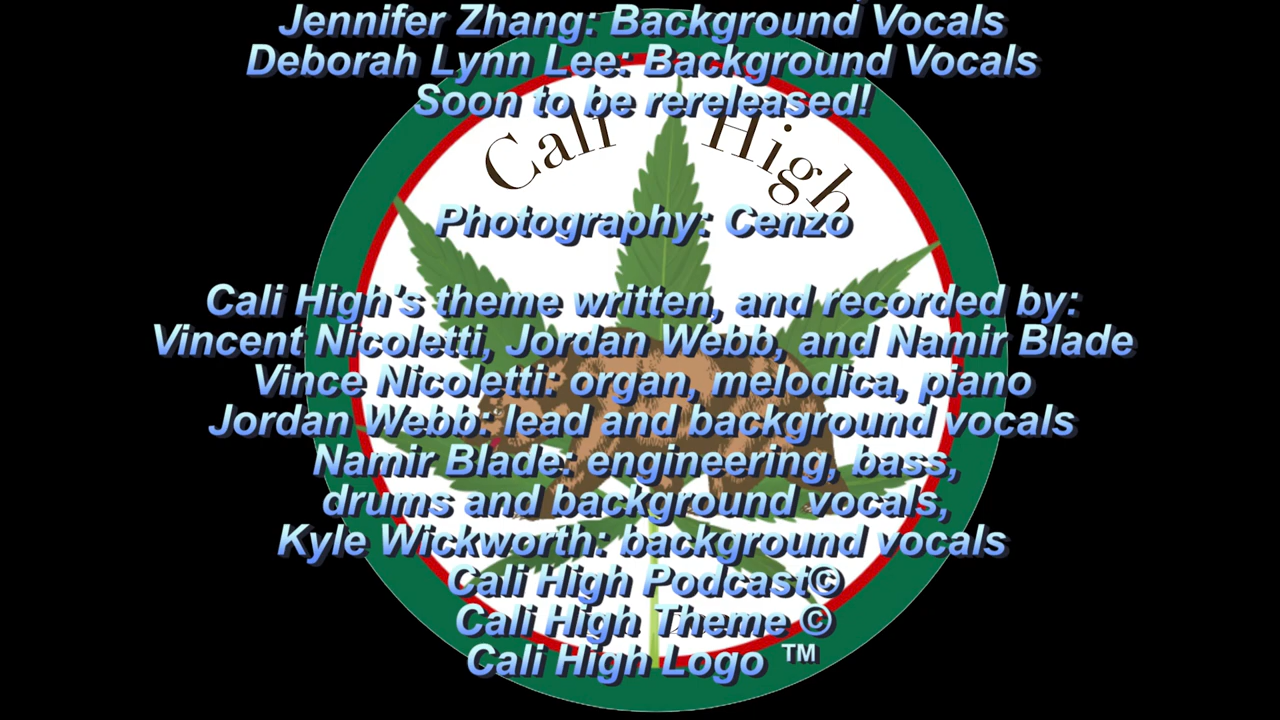 Jennifer Zhang: Background Vocals
Deborah Lynn Lee: Background Vocals
Soon to be rereleased!
Cali High
Photography: Cenzo
Cali High's theme written, and recorded by:
Vincent Nicoletti, Jordan Webb, and Namir Blade
Vince Nicoletti: organ, melodica, piano
Jordan Webb: lead and background vocals
Namir Blade: engineering, bass,
drums and background vocals,
Kyle Wickworth: background vocals
Cali High Podcast©
Cali High Theme ©
Cali High Logo ™